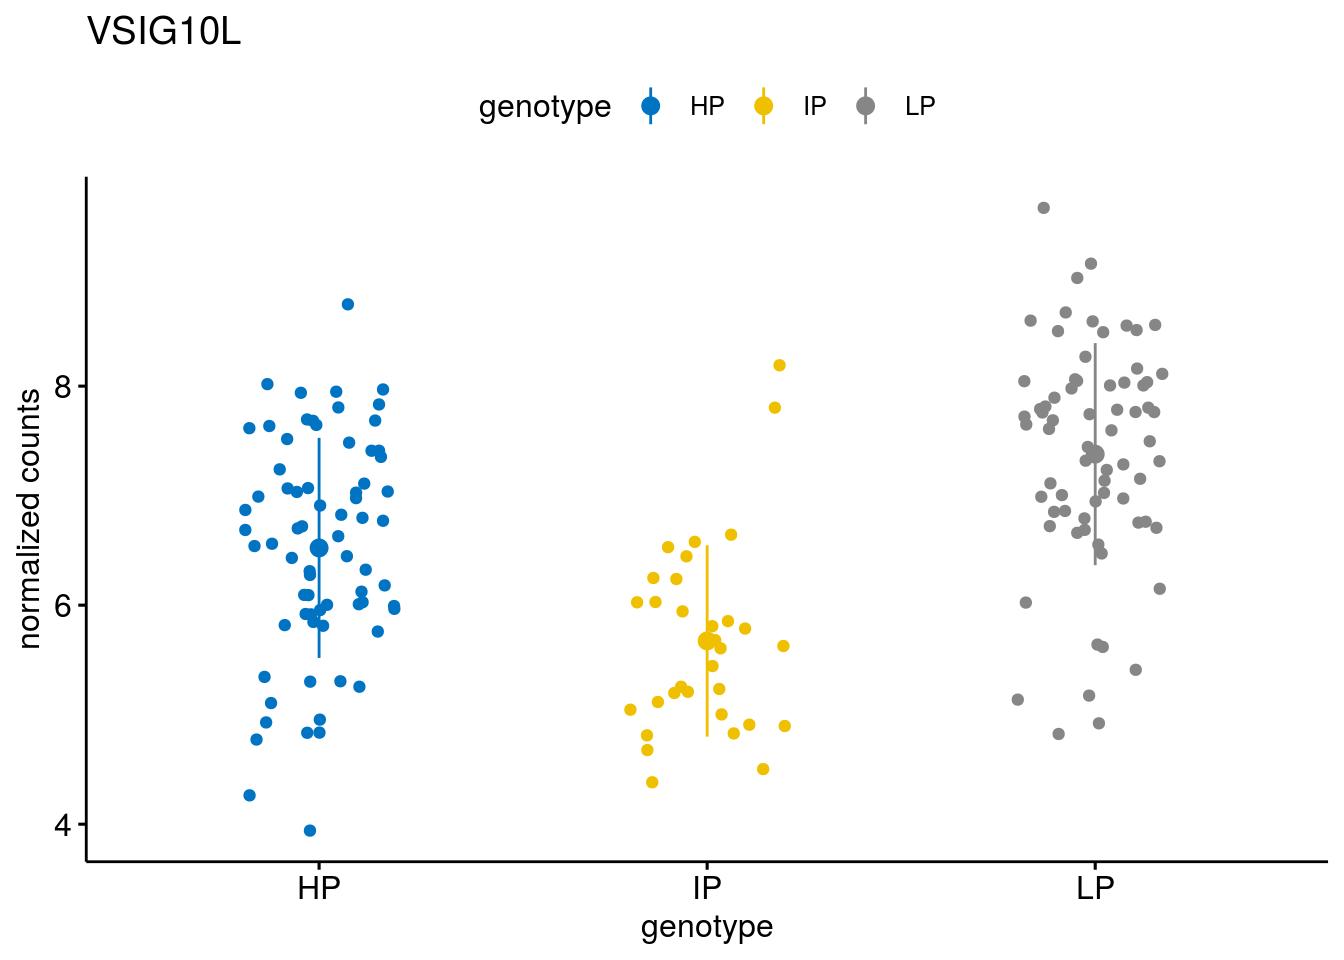 VSIG10L
genotype HP IP LP
normalized counts
8
6
4
HP IP LP
genotype